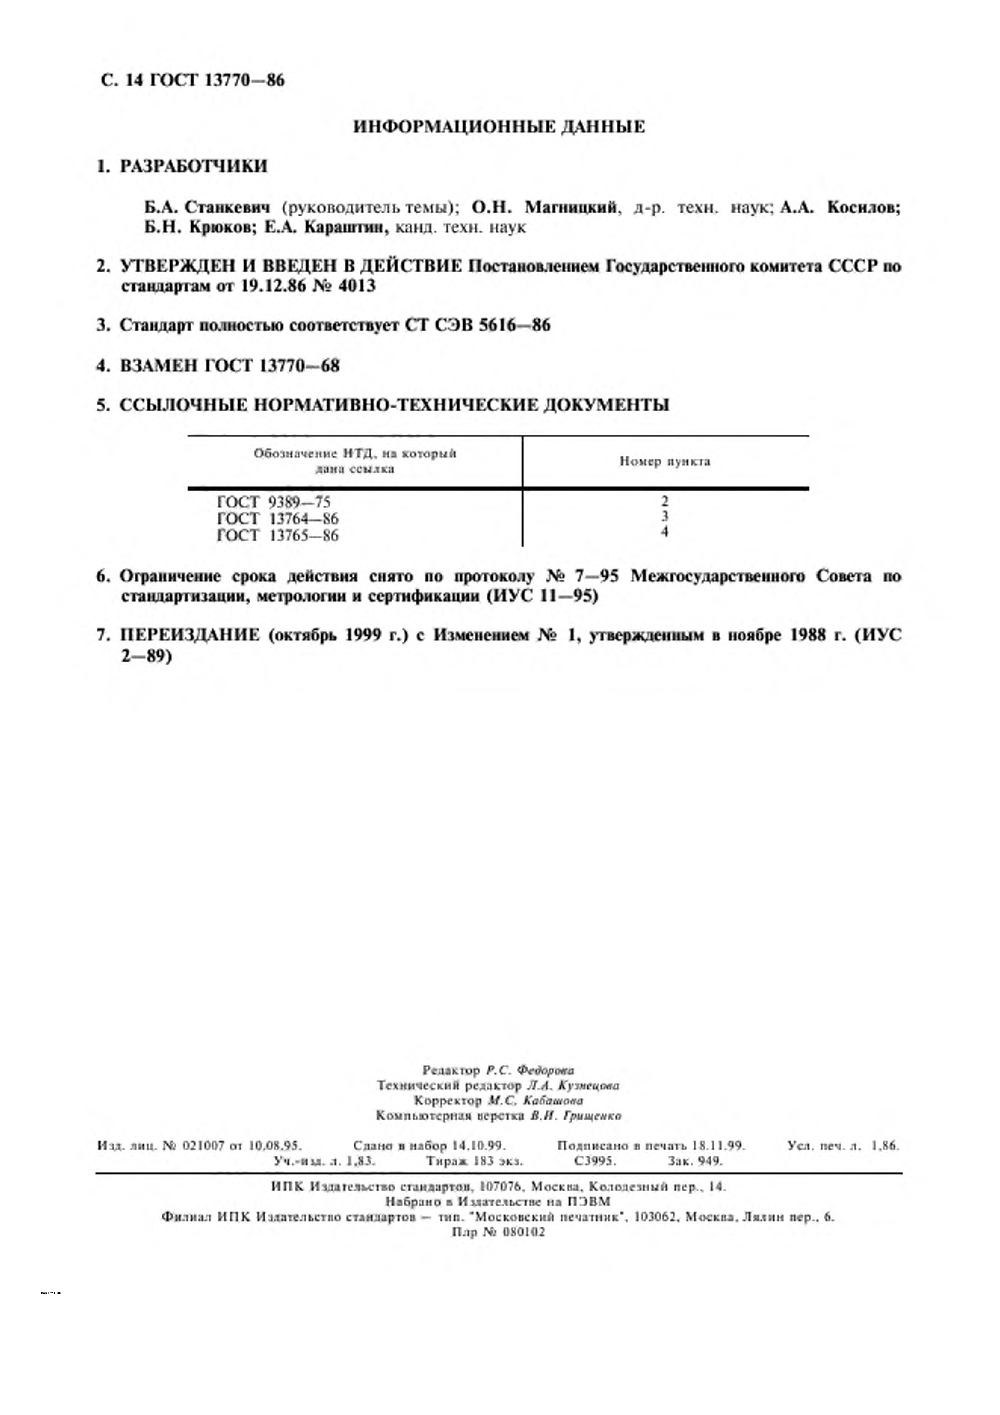 С. 14 ГОСТ 13770—86
ИНФОРМАЦИОННЫЕ ДАННЫЕ
1. РАЗРАБОТЧИКИ
Б.А. Станкевич (руководитель темы); О.Н. Магницкий, д-р. техн. наук; А.А. Косилов;
Б.Н. Крюков; Е.А. Караштин, канд. техн. наук
2. УТВЕРЖДЕН И ВВЕДЕН В ДЕЙСТВИЕ Постановлением Государственного комитета СССР по
стандартам от 19.12.86 № 4013
3. Стандарт полностью соответствует СТ СЭВ 5616—86
4. ВЗАМЕН ГОСТ 13770—68
5. ССЫЛОЧНЫЕ НОРМАТИВНО-ТЕХНИЧЕСКИЕ ДОКУМЕНТЫ
Обозначение НТД, на который
дана ссылка
Номер пункта
ГОСТ 9389—75 2
ГОСТ 13764—86 3
ГОСТ 13765—86 4
6. Ограничение срока действия снято по протоколу № 7—95 Межгосударственного Совета по
стандартизации, метрологии и сертификации (ИУС 11—95)
7. ПЕРЕИЗДАНИЕ (октябрь 1999 г.) с Изменением № 1, утвержденным в ноябре 1988 г. (ИУС
2—89)
Редактор Р.С. Федорова
Технический редактор Л.А. Кузнецова
Корректор М.С. Кабашова
Компьютерная верстка В.И. Грищенко
Изд. лиц. № 021007 от 10.08.95. Сдано в набор 14.10.99. Подписано в печать 18.11.99. Усл. печ. л. 1,86.
Уч.-изд. л. 1,83. Тираж 183 экз. С3995. Зак. 949.
ИПК Издательство стандартов, 107076, Москва, Колодезный пер., 14.
Набрано в Издательстве на ПЭВМ
Филиал ИПК Издательство стандартов — тип. "Московский печатник", 103062, Москва, Лялин пер., 6.
Плр № 080102